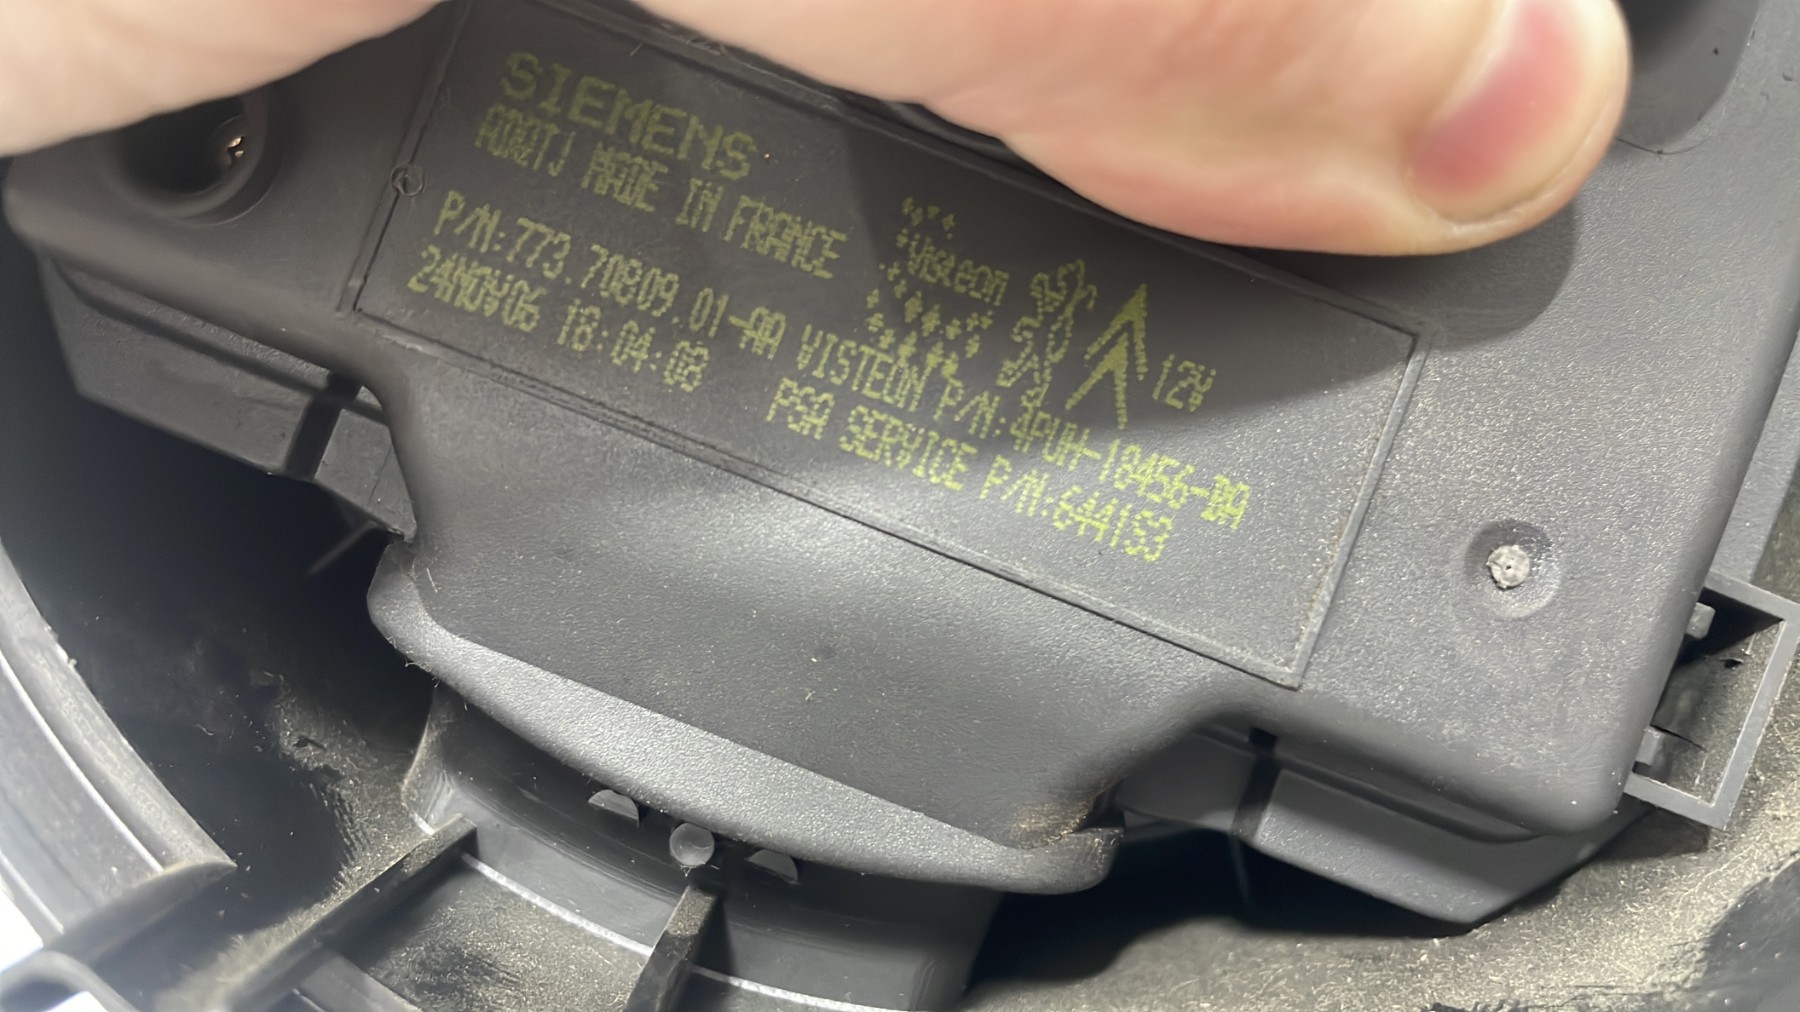 SIEMENS
MADE IN FRANCE
Visteon
12V
P/N:773.70809.01-AA VISTEON P/N:4PUH-18456-DA
24NOV06 18:04:08 PSA SERVICE P/N:6441S3